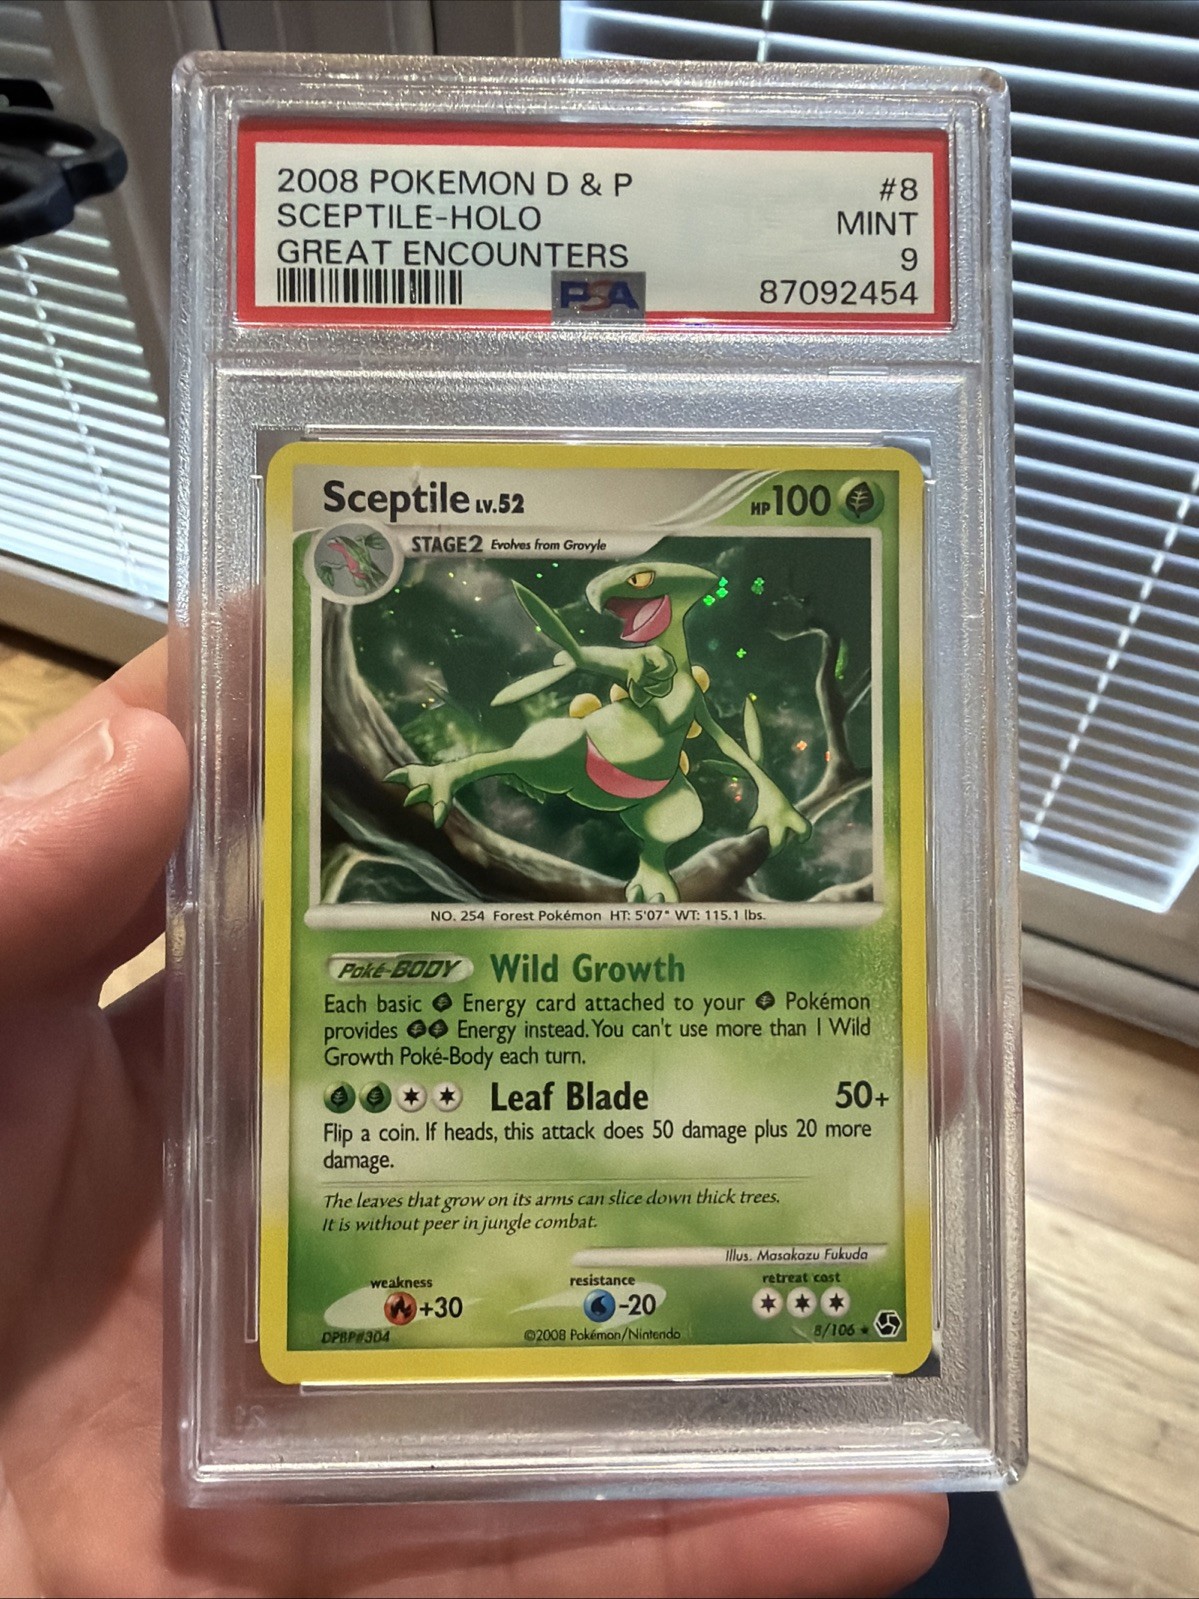 2008 POKEMON D & P #8
SCEPTILE-HOLO MINT
GREAT ENCOUNTERS 9
PSA 87092454
Sceptile LV.52 HP 100
STAGE2 Evolves from Grovyle
NO. 254 Forest Pokémon HT: 5'07" WT: 115.1 lbs.
Poké-BODY Wild Growth
Each basic Energy card attached to your Pokémon
provides Energy instead. You can't use more than 1 Wild
Growth Poké-Body each turn.
Leaf Blade 50+
Flip a coin. If heads, this attack does 50 damage plus 20 more
damage.
The leaves that grow on its arms can slice down thick trees.
It is without peer in jungle combat.
Illus. Masakazu Fukuda
weakness resistance retreat cost
+30 -20
DPBP#304 ©2008 Pokémon/Nintendo 8/106